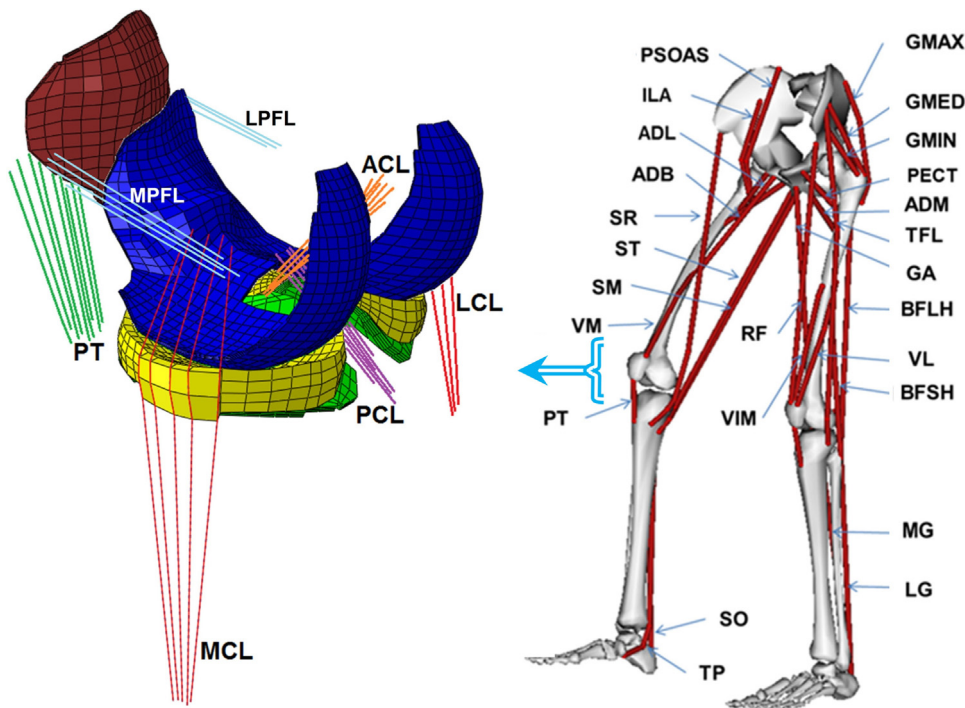 LPFL
ACL
MPFL
LCL
PT
PCL
MCL
PSOAS
ILA
ADL
ADB
SR
ST
SM
VM
PT
RF
VIM
SO
TP
GMAX
GMED
GMIN
PECT
ADM
TFL
GA
BFLH
VL
BFSH
MG
LG